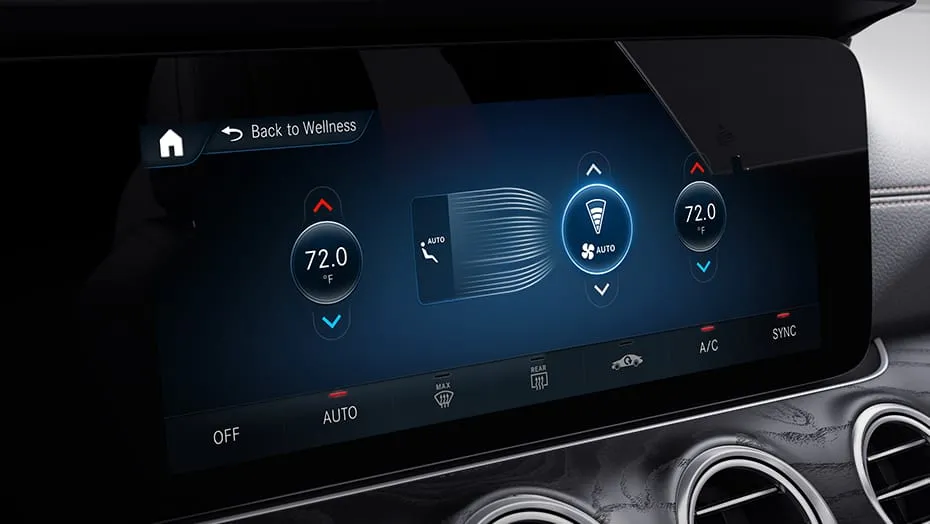 Back to Wellness
72.0
°F
AUTO
AUTO
72.0
°F
OFF
AUTO
MAX
REAR
A/C
SYNC